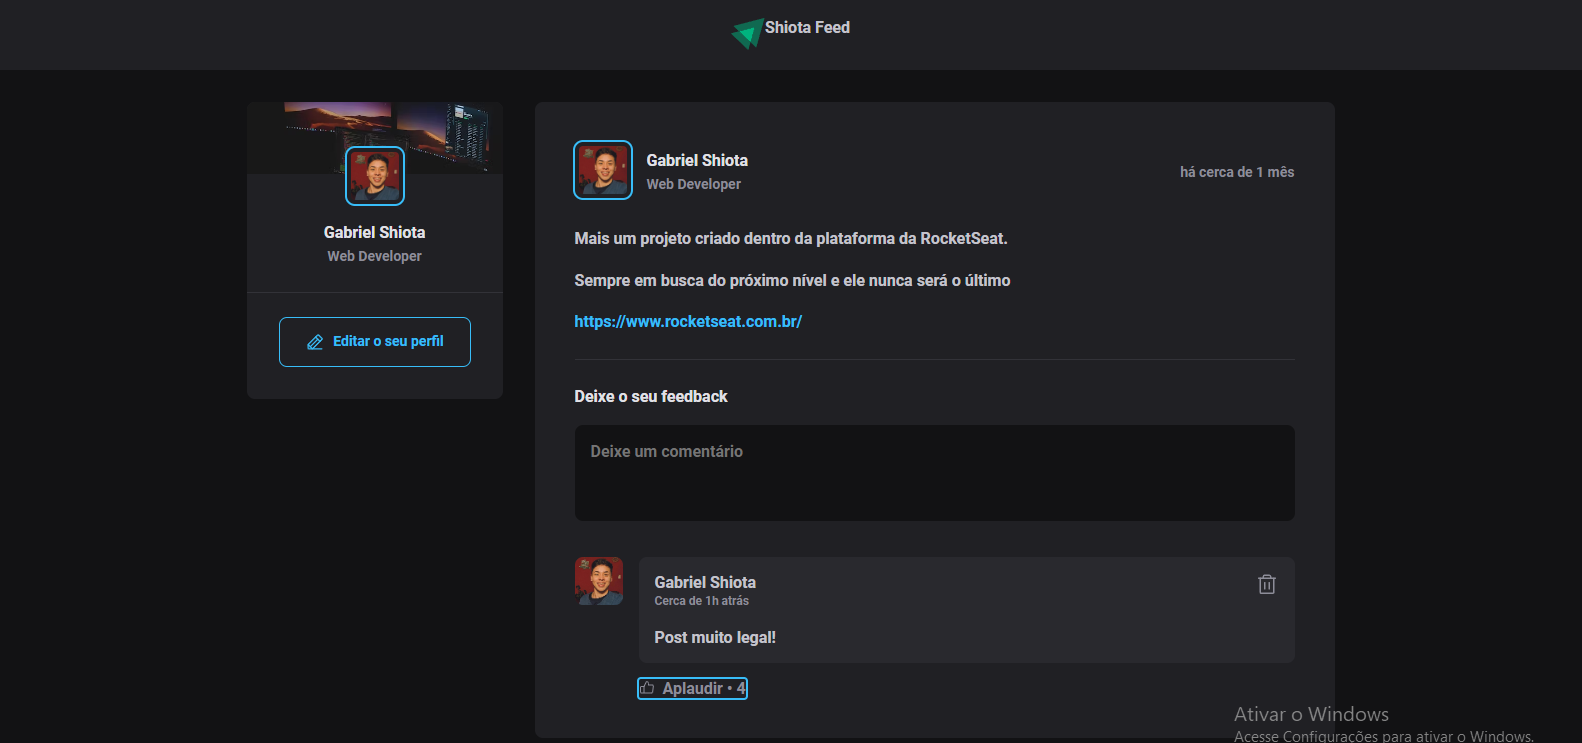 Shiota Feed
Gabriel Shiota
Web Developer
Editar o seu perfil
Gabriel Shiota
Web Developer
há cerca de 1 mês
Mais um projeto criado dentro da plataforma da RocketSeat.
Sempre em busca do próximo nível e ele nunca será o último
https://www.rocketseat.com.br/
Deixe o seu feedback
Deixe um comentário
Gabriel Shiota
Cerca de 1h atrás
Post muito legal!
Aplaudir • 4
Ativar o Windows
Acesse Configurações para ativar o Windows.